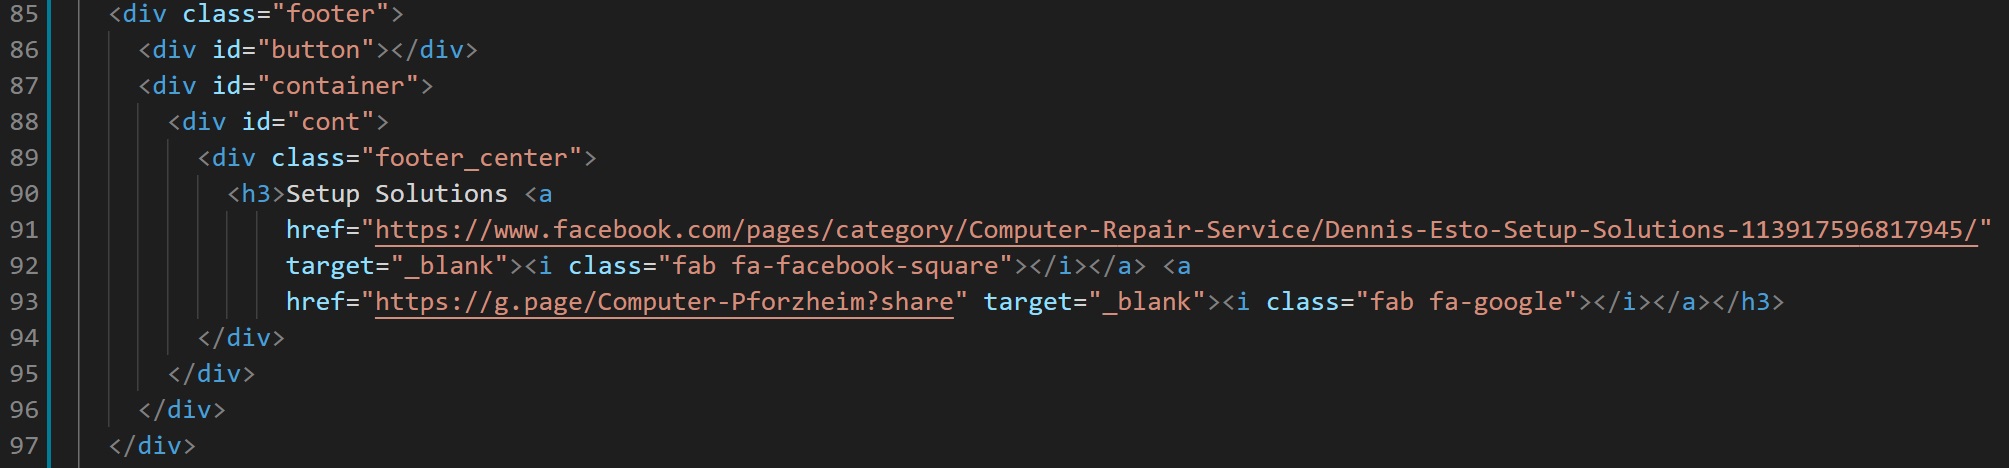 85 <div class="footer">
86 <div id="button"></div>
87 <div id="container">
88 <div id="cont">
89 <div class="footer_center">
90 <h3>Setup Solutions <a
91 href="https://www.facebook.com/pages/category/Computer-Repair-Service/Dennis-Esto-Setup-Solutions-113917596817945/"
92 target="_blank"><i class="fab fa-facebook-square"></i></a> <a
93 href="https://g.page/Computer-Pforzheim?share" target="_blank"><i class="fab fa-google"></i></a></h3>
94 </div>
95 </div>
96 </div>
97 </div>